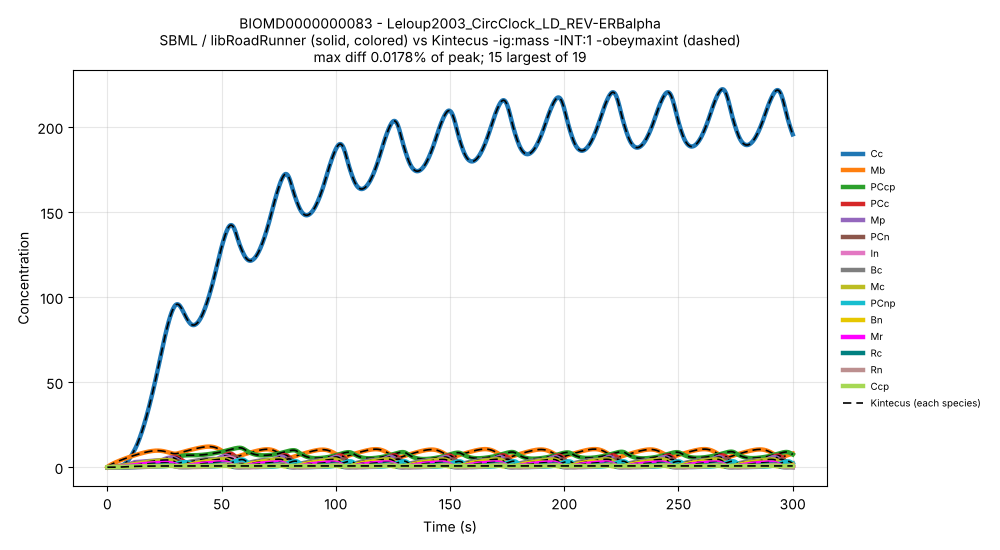 BIOMD0000000083 - Leloup2003_CircClock_LD_REV-ERBalpha
SBML / libRoadRunner (solid, colored) vs Kintecus -ig:mass -INT:1 -obeymaxint (dashed)
max diff 0.0178% of peak; 15 largest of 19
Concentration
200
150
100
50
0
0
50
100
150
200
250
300
Time (s)
Cc
Mb
PCcp
PCc
Mp
PCn
In
Bc
Mc
PCnp
Bn
Mr
Rc
Rn
Ccp
Kintecus (each species)